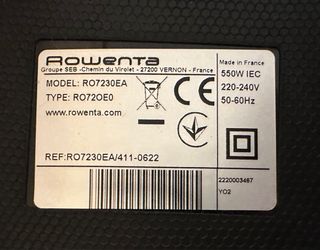 Rowenta
Groupe SEB -Chemin du Virolet - 27200 VERNON - France
MODEL: RO7230EA
TYPE: RO72OE0
www.rowenta.com
REF:RO7230EA/411-0622
Made in France
550W IEC
220-240V
50-60Hz
2220003467
YO2